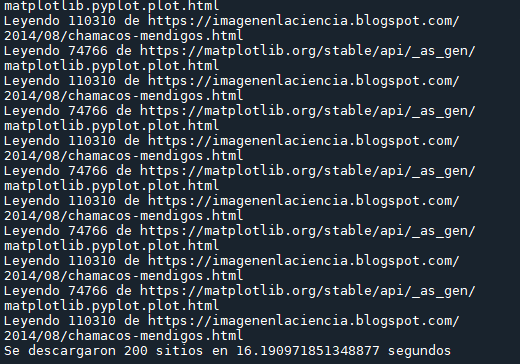 matplotlib.pyplot.plot.html
Leyendo 110310 de https://imagenenlaciencia.blogspot.com/
2014/08/chamacos-mendigos.html
Leyendo 74766 de https://matplotlib.org/stable/api/_as_gen/
matplotlib.pyplot.plot.html
Leyendo 110310 de https://imagenenlaciencia.blogspot.com/
2014/08/chamacos-mendigos.html
Leyendo 74766 de https://matplotlib.org/stable/api/_as_gen/
matplotlib.pyplot.plot.html
Leyendo 110310 de https://imagenenlaciencia.blogspot.com/
2014/08/chamacos-mendigos.html
Leyendo 74766 de https://matplotlib.org/stable/api/_as_gen/
matplotlib.pyplot.plot.html
Leyendo 110310 de https://imagenenlaciencia.blogspot.com/
2014/08/chamacos-mendigos.html
Leyendo 74766 de https://matplotlib.org/stable/api/_as_gen/
matplotlib.pyplot.plot.html
Leyendo 110310 de https://imagenenlaciencia.blogspot.com/
2014/08/chamacos-mendigos.html
Leyendo 74766 de https://matplotlib.org/stable/api/_as_gen/
matplotlib.pyplot.plot.html
Leyendo 110310 de https://imagenenlaciencia.blogspot.com/
2014/08/chamacos-mendigos.html
Se descargaron 200 sitios en 16.190971851348877 segundos